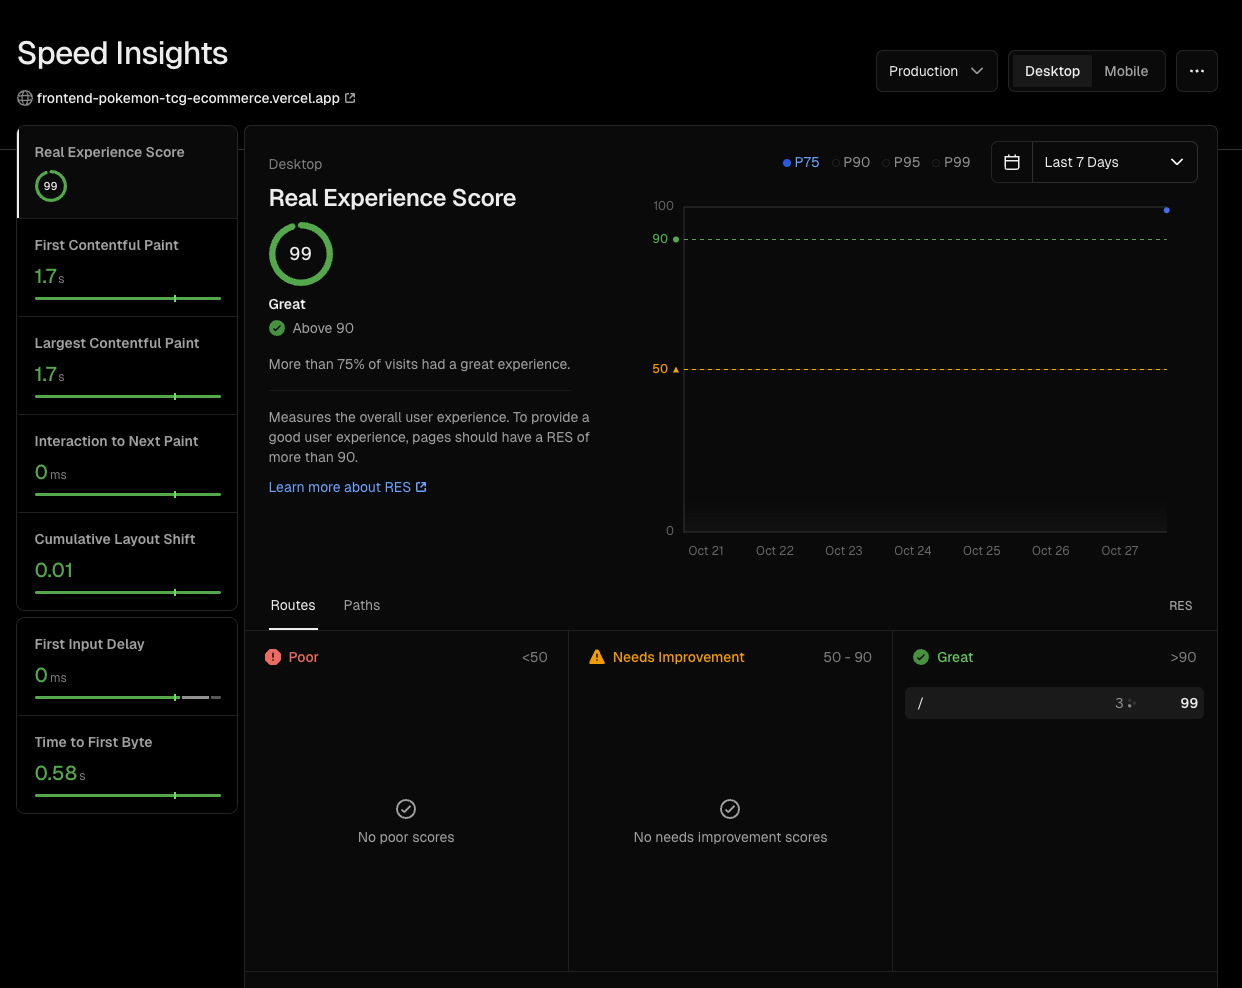 Speed Insights
frontend-pokemon-tcg-ecommerce.vercel.app
Production
Desktop
Mobile
Real Experience Score
99
First Contentful Paint
1.7 s
Largest Contentful Paint
1.7 s
Interaction to Next Paint
0 ms
Cumulative Layout Shift
0.01
First Input Delay
0 ms
Time to First Byte
0.58 s
Desktop
Real Experience Score
99
Great
Above 90
More than 75% of visits had a great experience.
Measures the overall user experience. To provide a
good user experience, pages should have a RES of
more than 90.
Learn more about RES
P75 P90 P95 P99
Last 7 Days
100
90
50
0
Oct 21 Oct 22 Oct 23 Oct 24 Oct 25 Oct 26 Oct 27
Routes Paths RES
Poor <50
No poor scores
Needs Improvement 50 - 90
No needs improvement scores
Great >90
/ 3 99